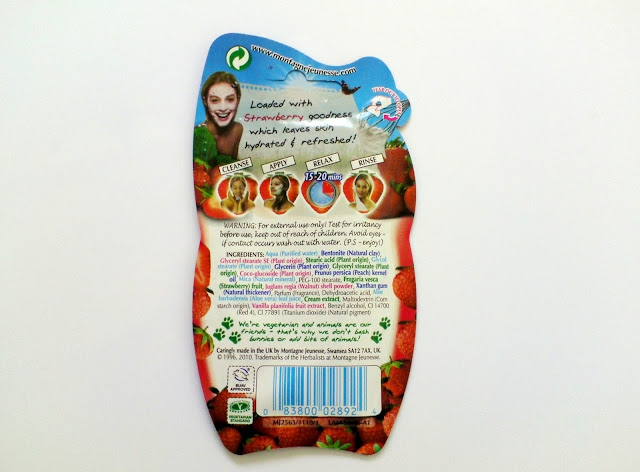 www.montagnejeunesse.com
Loaded with
Strawberry goodness
which leaves skin
hydrated & refreshed!
CLEANSE APPLY RELAX RINSE
15-20 mins
WARNING: For external use only! Test for irritancy
before use, keep out of reach of children. Avoid eyes -
if contact occurs wash out with water. (P.S - enjoy!)
INGREDIENTS: Aqua (Purified water), Bentonite (Natural clay),
Glyceryl stearate SE (Plant origin), Stearic acid (Plant origin), Glycol
stearate (Plant origin), Glycerin (Plant origin), Glyceryl stearate (Plant
origin), Coco-glucoside (Plant origin), Prunus persica (Peach) kernel
oil, Mica (Natural mineral), PEG-100 stearate, Fragaria vesca
(Strawberry) fruit, Juglans regia (Walnut) shell powder, Xanthan gum
(Natural thickener), Parfum (Fragrance), Dehydroacetic acid, Aloe
barbadensis (Aloe vera) leaf juice, Cream extract, Maltodextrin (Corn
starch origin), Vanilla planifolia fruit extract, Benzyl alcohol, CI 14700
(Red 4), CI 77891 (Titanium dioxide) (Natural pigment)
We're vegetarian and animals are our
friends - that's why we don't bash
bunnies or add bits of animals!
Caringly made in the UK by Montagne Jeunesse, Swansea SA12 7AX, UK
© 1996, 2010. Trademarks of the Herbalists at Montagne Jeunesse.
BUAV
APPROVED
VEGETARIAN
STANDARD
0 83800 02892 4